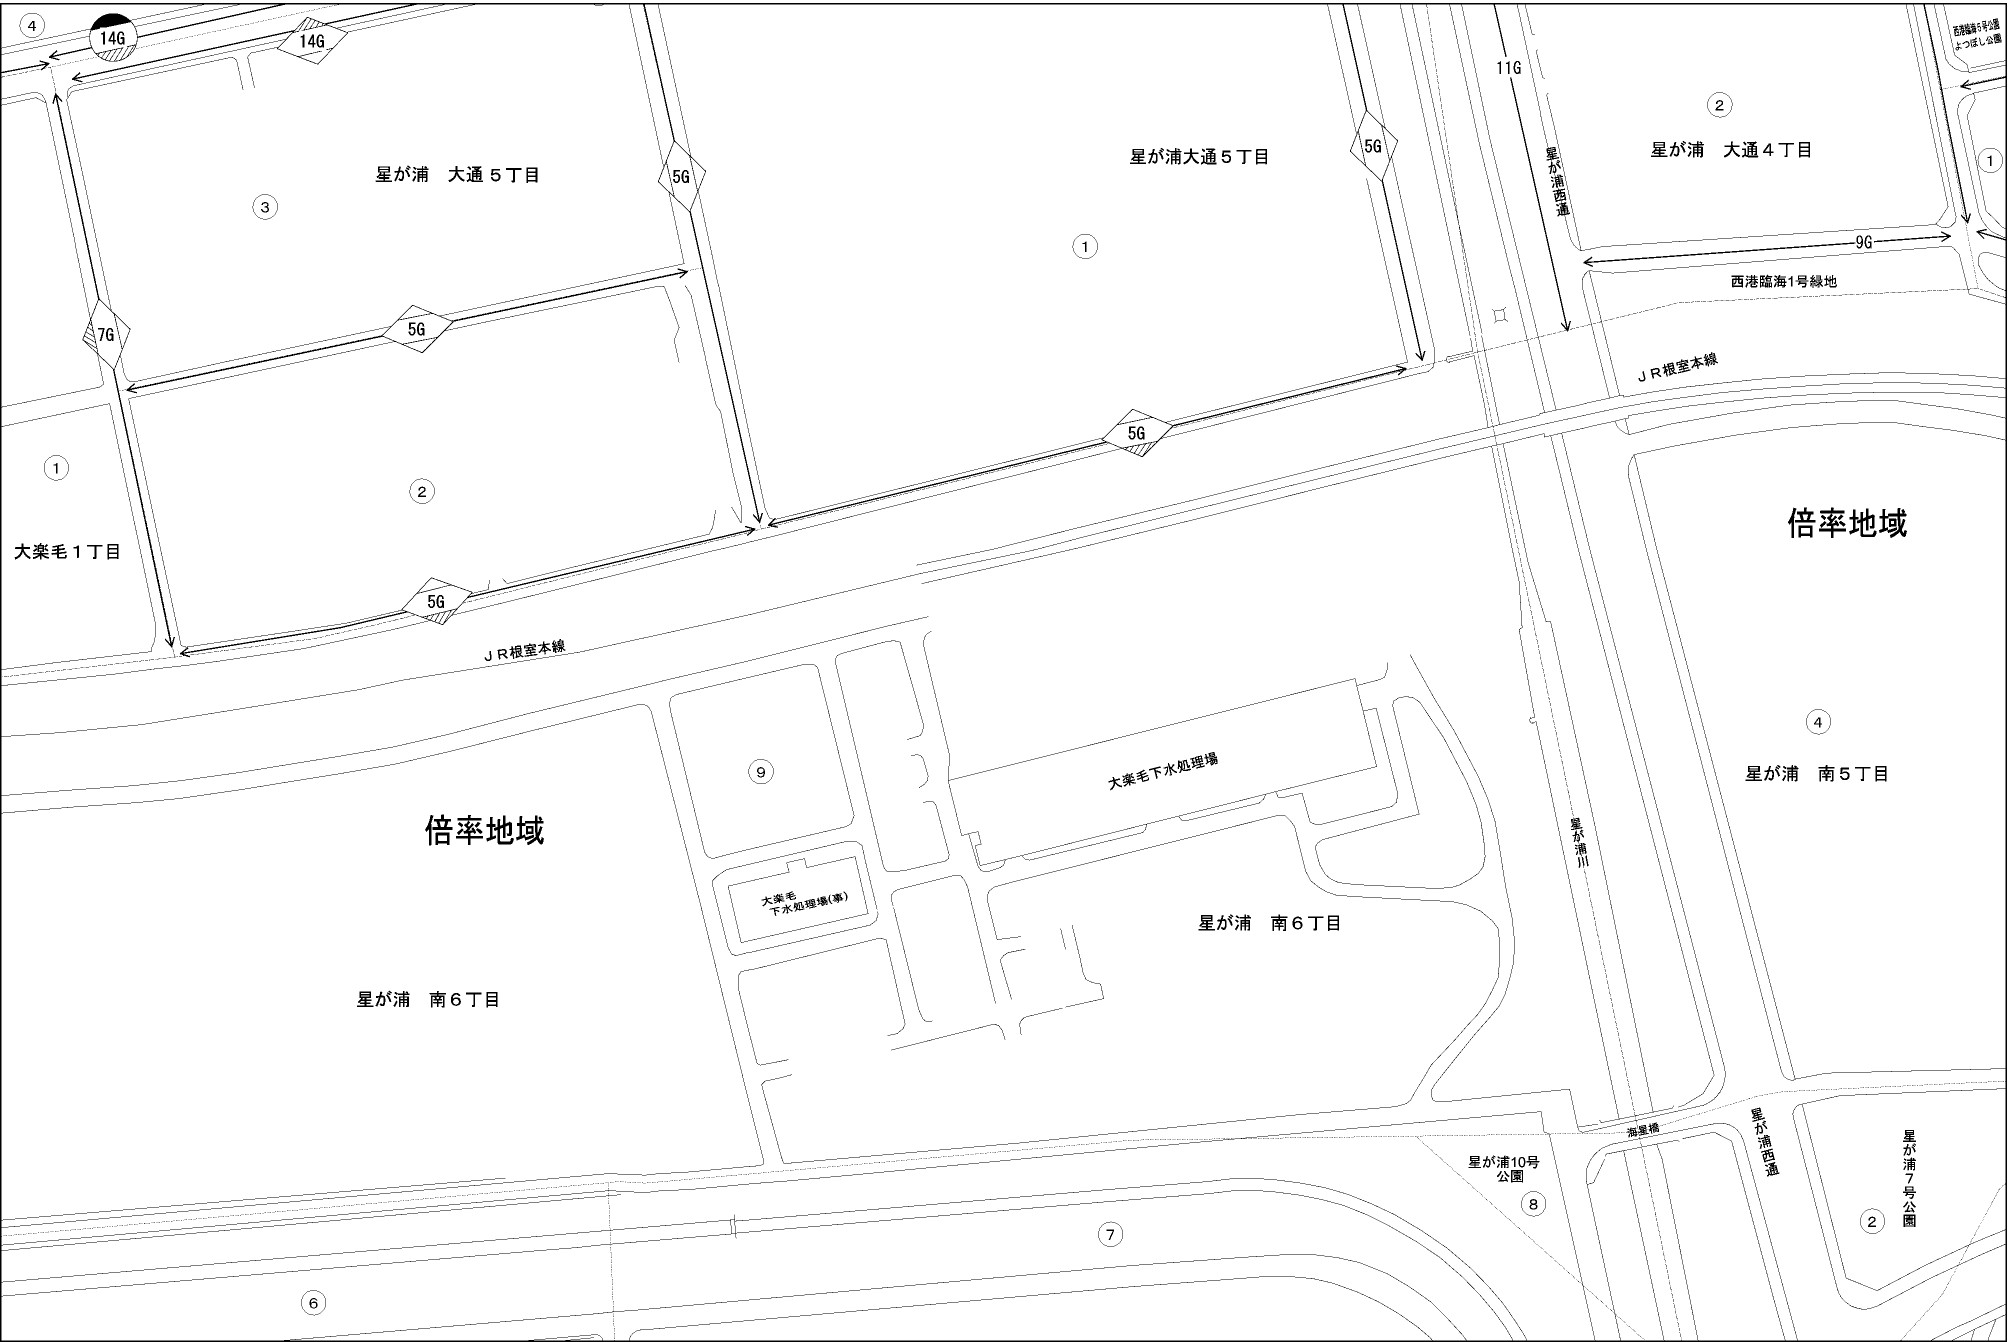 ④
14G
14G
11G
西港臨海5号公園
よつぼし公園
②
星が浦　大通４丁目
①
星が浦　大通５丁目
③
5G
星が浦大通５丁目
5G
①
星が浦西通
9G
西港臨海1号緑地
7G
5G
ＪＲ根室本線
①
②
5G
大楽毛１丁目
倍率地域
5G
ＪＲ根室本線
⑨
大楽毛下水処理場
④
星が浦　南５丁目
倍率地域
星が浦川
大楽毛
下水処理場(事)
星が浦　南６丁目
星が浦　南６丁目
海星橋
星が浦西通
星が浦10号
公園
⑧
星が浦７号公園
②
⑦
⑥